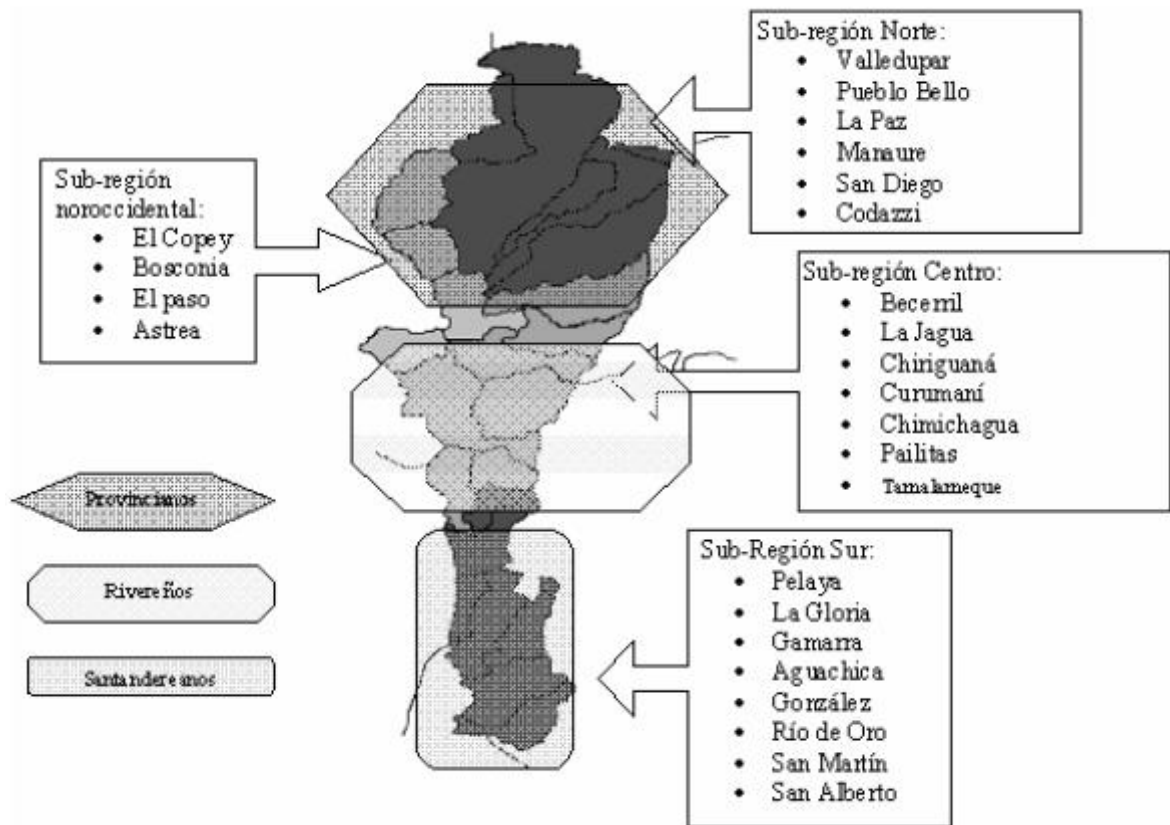 Sub-región Norte:
• Valledupar
• Pueblo Bello
• La Paz
• Manaure
• San Diego
• Codazzi
Sub-región
noroccidental:
• El Copey
• Bosconia
• El paso
• Astrea
Sub-región Centro:
• Becerril
• La Jagua
• Chiriguaná
• Curumaní
• Chimichagua
• Pailitas
• Tamalameque
Provincianos
Rivereños
Santandereanos
Sub-Región Sur:
• Pelaya
• La Gloria
• Gamarra
• Aguachica
• González
• Río de Oro
• San Martín
• San Alberto